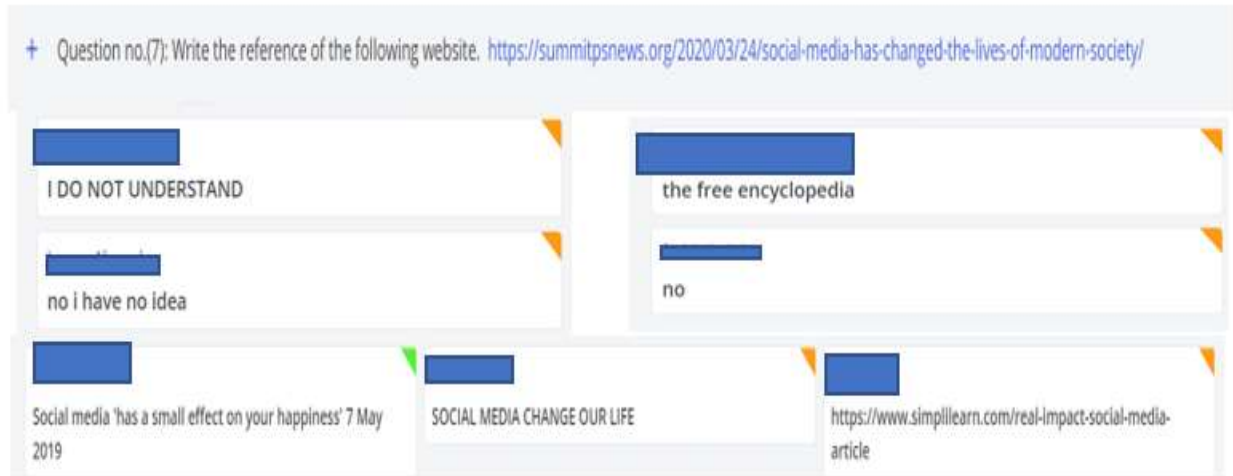 + Question no.(7): Write the reference of the following website. https://summitpsnews.org/2020/03/24/social-media-has-changed-the-lives-of-modern-society/
I DO NOT UNDERSTAND
the free encyclopedia
no i have no idea
no
Social media 'has a small effect on your happiness' 7 May
2019
SOCIAL MEDIA CHANGE OUR LIFE
https://www.simplilearn.com/real-impact-social-media-
article